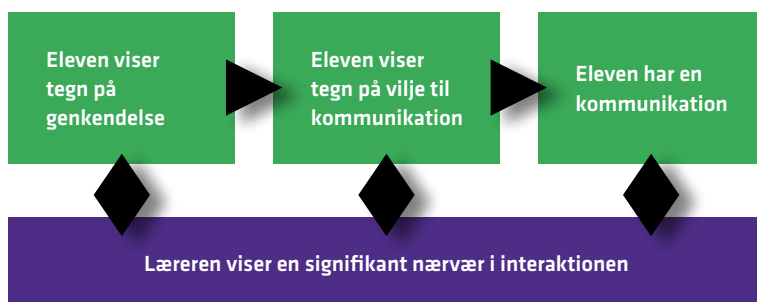 Eleven viser
tegn på
genkendelse
Eleven viser
tegn på vilje til
kommunikation
Eleven har en
kommunikation
Læreren viser en signifikant nærvær i interaktionen